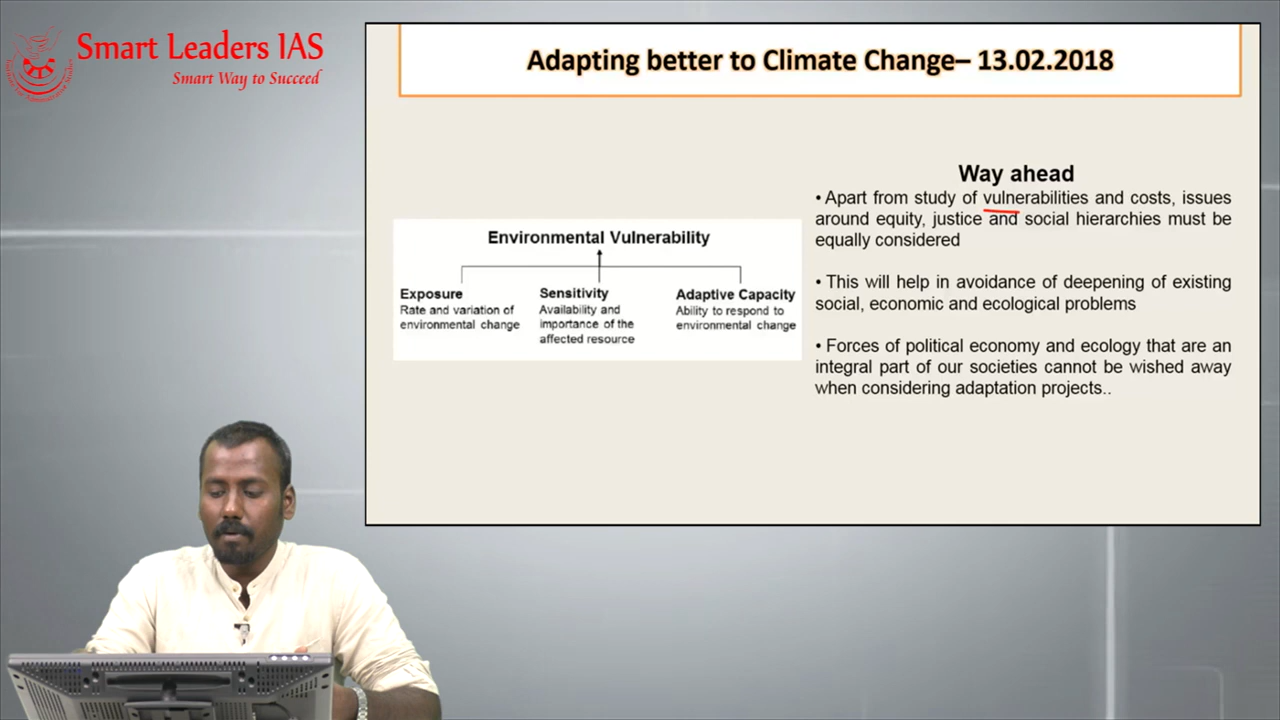 Smart Leaders IAS
Smart Way to Succeed
Adapting better to Climate Change– 13.02.2018
Environmental Vulnerability
Exposure
Rate and variation of
environmental change
Sensitivity
Availability and
importance of the
affected resource
Adaptive Capacity
Ability to respond to
environmental change
Way ahead
• Apart from study of vulnerabilities and costs, issues
around equity, justice and social hierarchies must be
equally considered
• This will help in avoidance of deepening of existing
social, economic and ecological problems
• Forces of political economy and ecology that are an
integral part of our societies cannot be wished away
when considering adaptation projects..